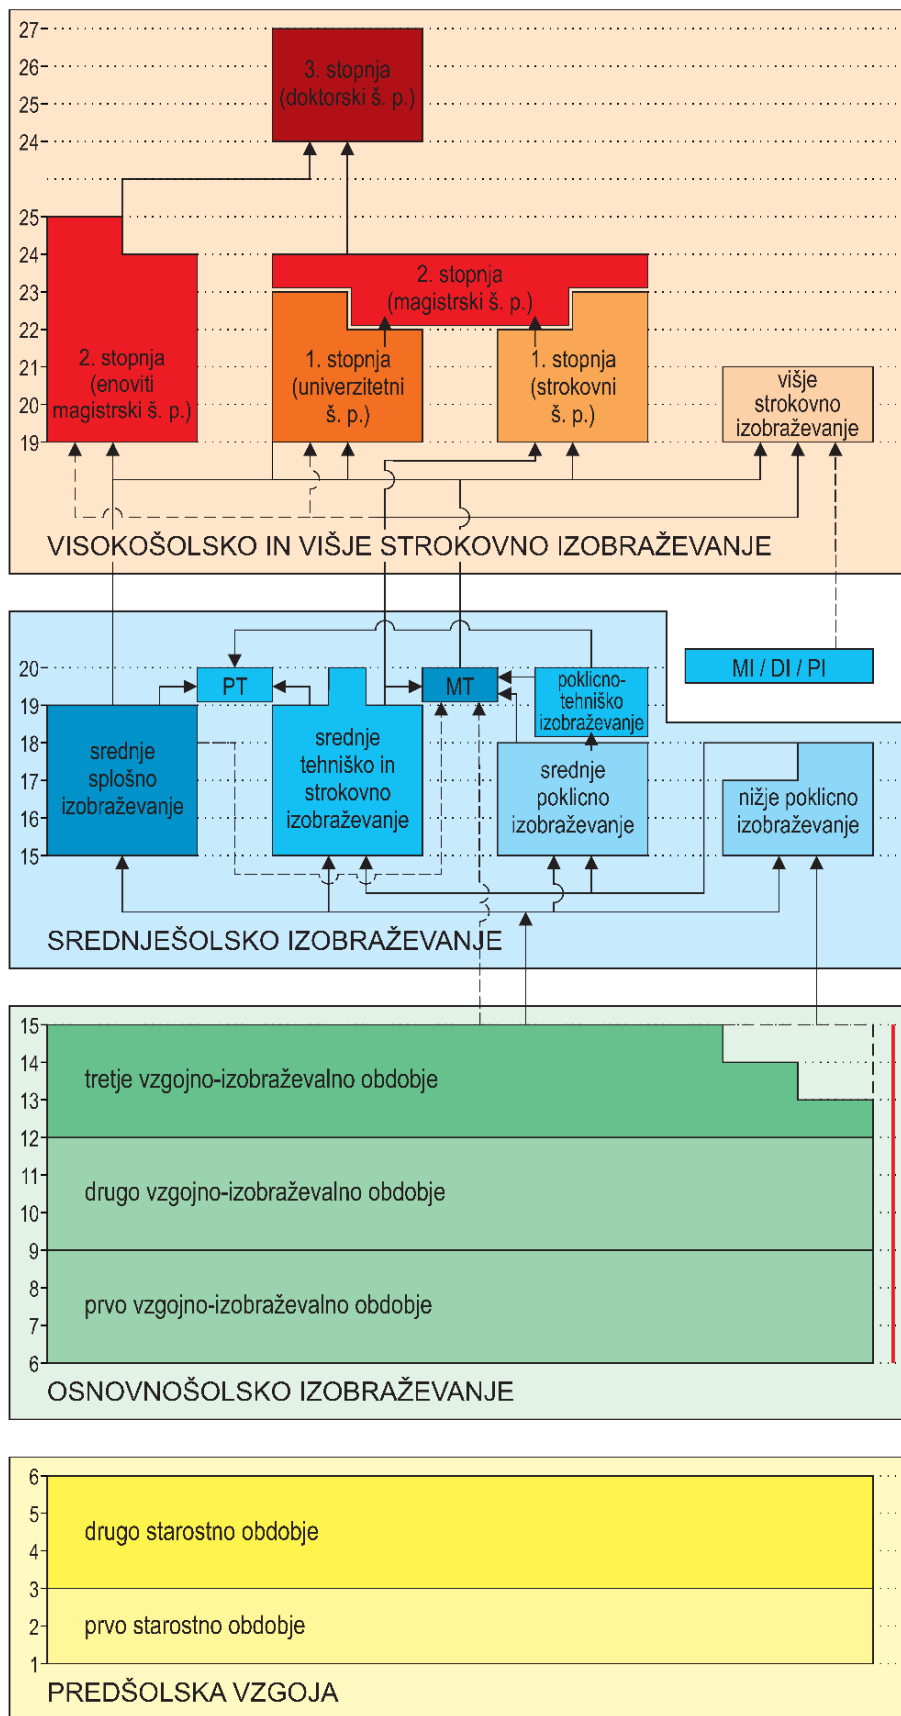 27
26
25
24
3. stopnja
(doktorski š. p.)
25
24
23
22
21
20
19
2. stopnja
(magistrski š. p.)
2. stopnja
(enoviti
magistrski š. p.)
1. stopnja
(univerzitetni
š. p.)
1. stopnja
(strokovni
š. p.)
višje
strokovno
izobraževanje
VISOKOŠOLSKO IN VIŠJE STROKOVNO IZOBRAŽEVANJE
MI / DI / PI
20
19
18
17
16
15
PT
MT
poklicno-
tehniško
izobraževanje
srednje
splošno
izobraževanje
srednje
tehniško in
strokovno
izobraževanje
srednje
poklicno
izobraževanje
nižje poklicno
izobraževanje
SREDNJEŠOLSKO IZOBRAŽEVANJE
15
14
13
12
11
10
9
8
7
6
tretje vzgojno-izobraževalno obdobje
drugo vzgojno-izobraževalno obdobje
prvo vzgojno-izobraževalno obdobje
OSNOVNOŠOLSKO IZOBRAŽEVANJE
6
5
4
3
2
1
drugo starostno obdobje
prvo starostno obdobje
PREDŠOLSKA VZGOJA